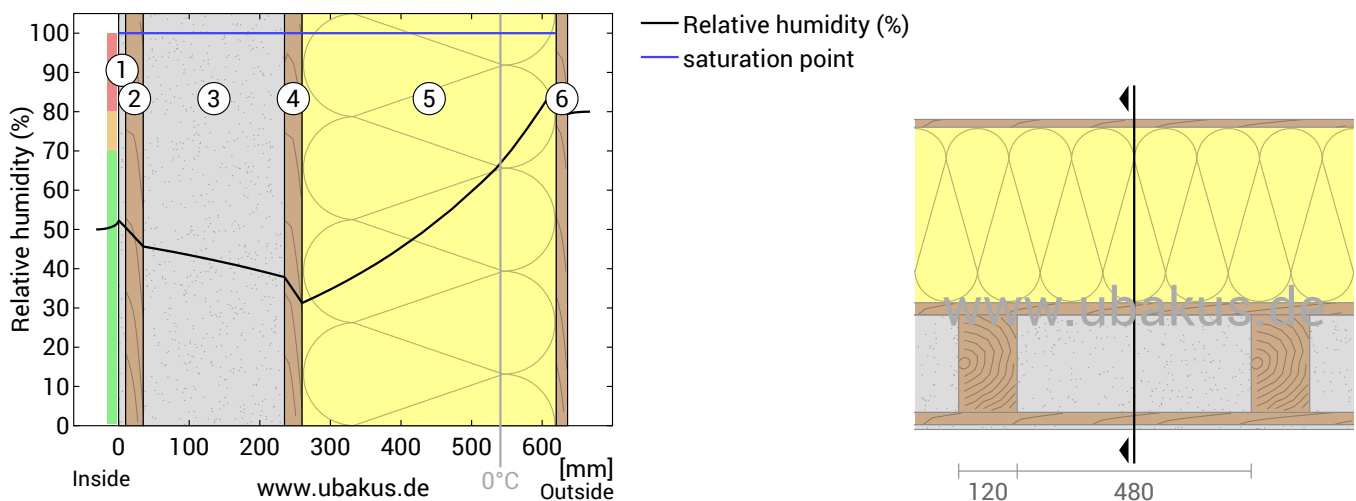 Relative humidity (%)
100
90
80
70
60
50
40
30
20
10
0
1
2
3
4
5
6
0
100
200
300
400
500
600
[mm]
Inside
www.ubakus.de
0°C
Outside
Relative humidity (%)
saturation point
www.ubakus.de
120
480